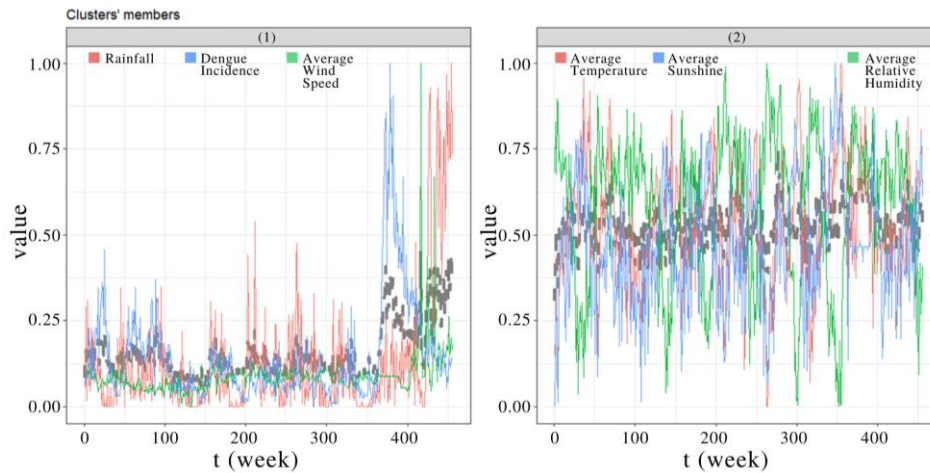 Clusters' members
(1)
Rainfall
Dengue
Incidence
Average
Wind
Speed
1.00
0.75
0.50
0.25
0.00
value
0
100
200
300
400
t (week)
(2)
Average
Temperature
Average
Sunshine
Average
Relative
Humidity
1.00
0.75
0.50
0.25
0.00
value
0
100
200
300
400
t (week)